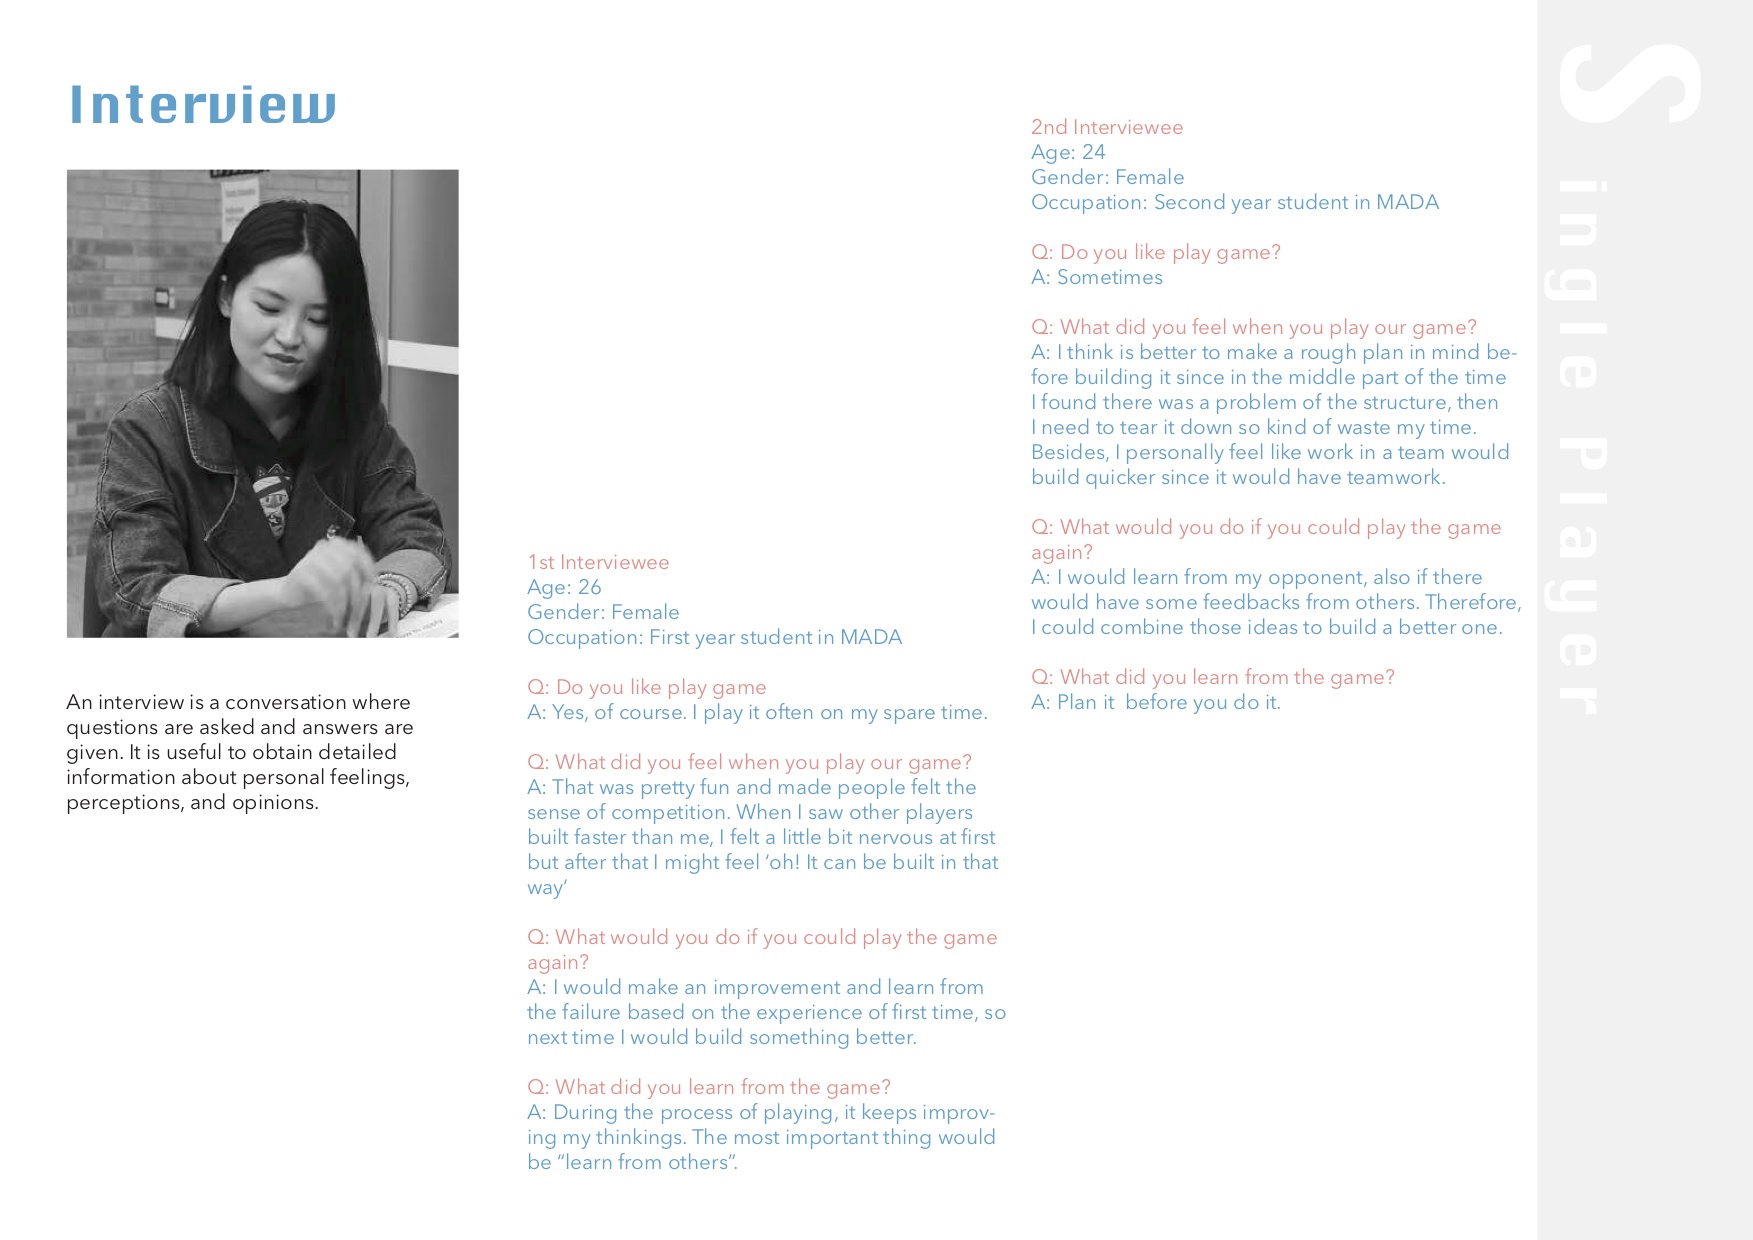 Interview
An interview is a conversation where
questions are asked and answers are
given. It is useful to obtain detailed
information about personal feelings,
perceptions, and opinions.
1st Interviewee
Age: 26
Gender: Female
Occupation: First year student in MADA
Q: Do you like play game
A: Yes, of course. I play it often on my spare time.
Q: What did you feel when you play our game?
A: That was pretty fun and made people felt the
sense of competition. When I saw other players
built faster than me, I felt a little bit nervous at first
but after that I might feel ‘oh! It can be built in that
way’
Q: What would you do if you could play the game
again?
A: I would make an improvement and learn from
the failure based on the experience of first time, so
next time I would build something better.
Q: What did you learn from the game?
A: During the process of playing, it keeps improv-
ing my thinkings. The most important thing would
be “learn from others”.
2nd Interviewee
Age: 24
Gender: Female
Occupation: Second year student in MADA
Q: Do you like play game?
A: Sometimes
Q: What did you feel when you play our game?
A: I think is better to make a rough plan in mind be-
fore building it since in the middle part of the time
I found there was a problem of the structure, then
I need to tear it down so kind of waste my time.
Besides, I personally feel like work in a team would
build quicker since it would have teamwork.
Q: What would you do if you could play the game
again?
A: I would learn from my opponent, also if there
would have some feedbacks from others. Therefore,
I could combine those ideas to build a better one.
Q: What did you learn from the game?
A: Plan it  before you do it.
Single Player